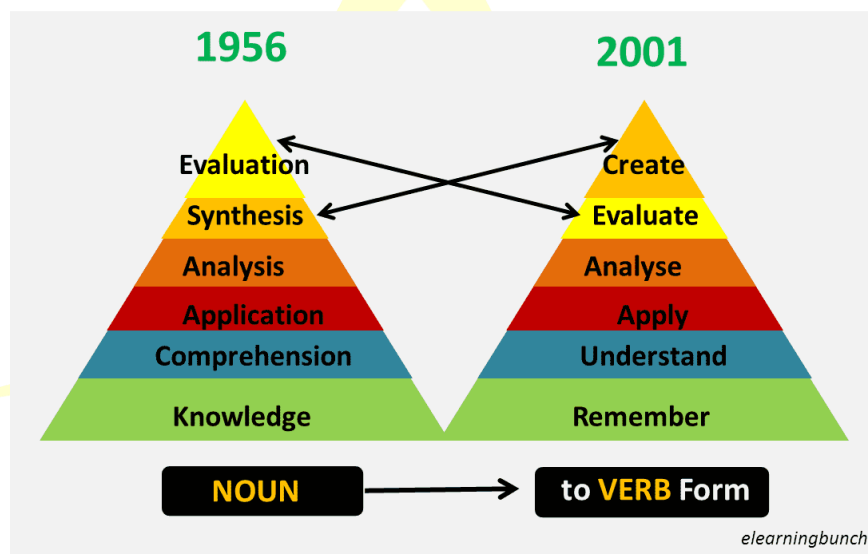 1956
2001
Evaluation
Synthesis
Analysis
Application
Comprehension
Knowledge
Create
Evaluate
Analyse
Apply
Understand
Remember
NOUN
to VERB Form
elearningbunch